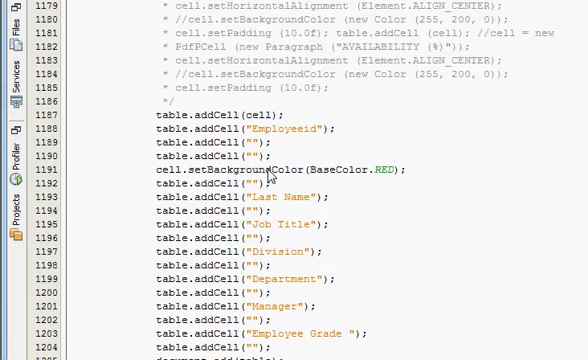 Files
Services
Profiler
Projects
1179 * cell.setHorizontalAlignment (Element.ALIGN_CENTER);
1180 * //cell.setBackgroundColor (new Color (255, 200, 0));
1181 * cell.setPadding (10.0f); table.addCell (cell); //cell = new
1182 * PdfPCell (new Paragraph ("AVAILABILITY (%)"));
1183 * cell.setHorizontalAlignment (Element.ALIGN_CENTER);
1184 * //cell.setBackgroundColor (new Color (255, 200, 0));
1185 * cell.setPadding (10.0f);
1186 */
1187 table.addCell(cell);
1188 table.addCell("Employeeid");
1189 table.addCell("");
1190 table.addCell("");
1191 cell.setBackgroundColor(BaseColor.RED);
1192 table.addCell("");
1193 table.addCell("Last Name");
1194 table.addCell("");
1195 table.addCell("Job Title");
1196 table.addCell("");
1197 table.addCell("Division");
1198 table.addCell("");
1199 table.addCell("Department");
1200 table.addCell("");
1201 table.addCell("Manager");
1202 table.addCell("");
1203 table.addCell("Employee Grade ");
1204 table.addCell("");